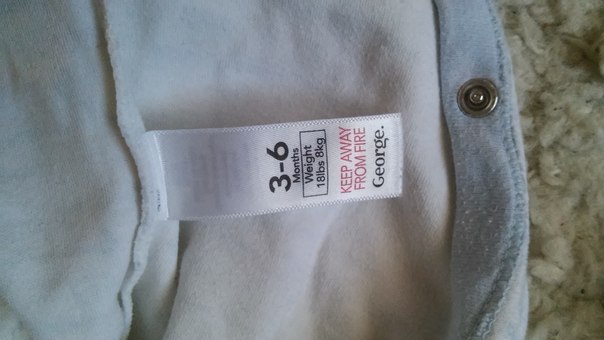 3-6
Months
Weight
18lbs 8kg
KEEP AWAY
FROM FIRE
George.